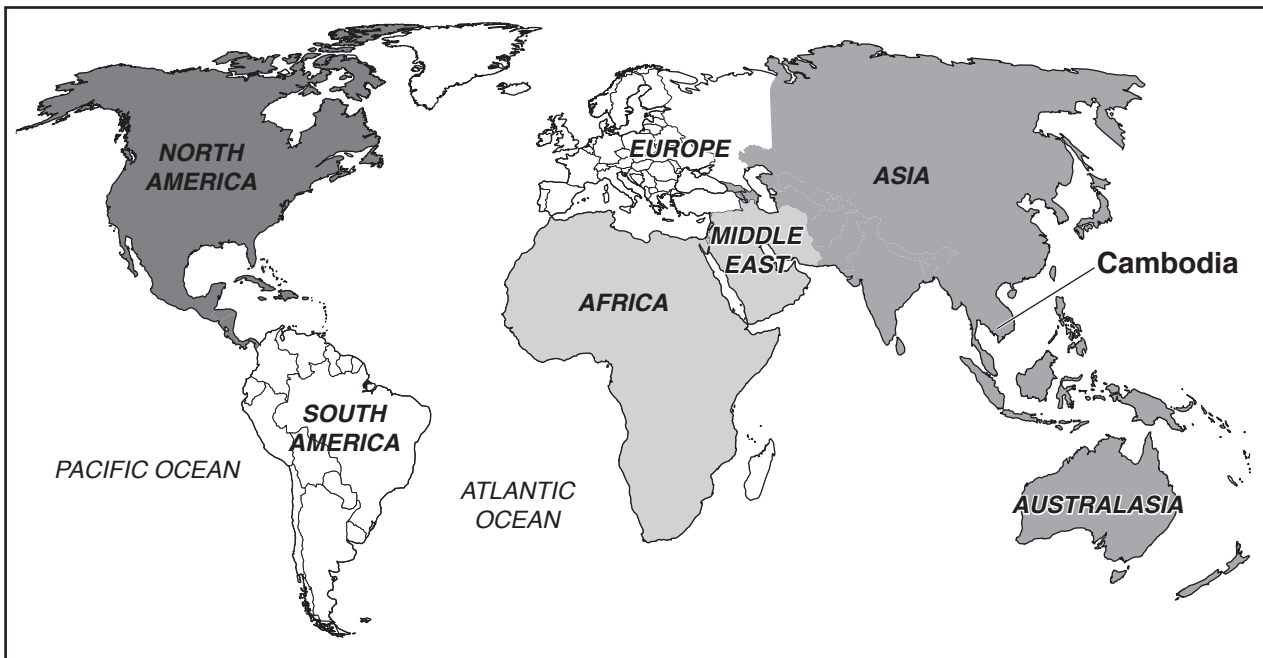 NORTH
AMERICA
EUROPE
ASIA
MIDDLE
EAST
Cambodia
AFRICA
SOUTH
AMERICA
PACIFIC OCEAN
ATLANTIC
OCEAN
AUSTRALASIA